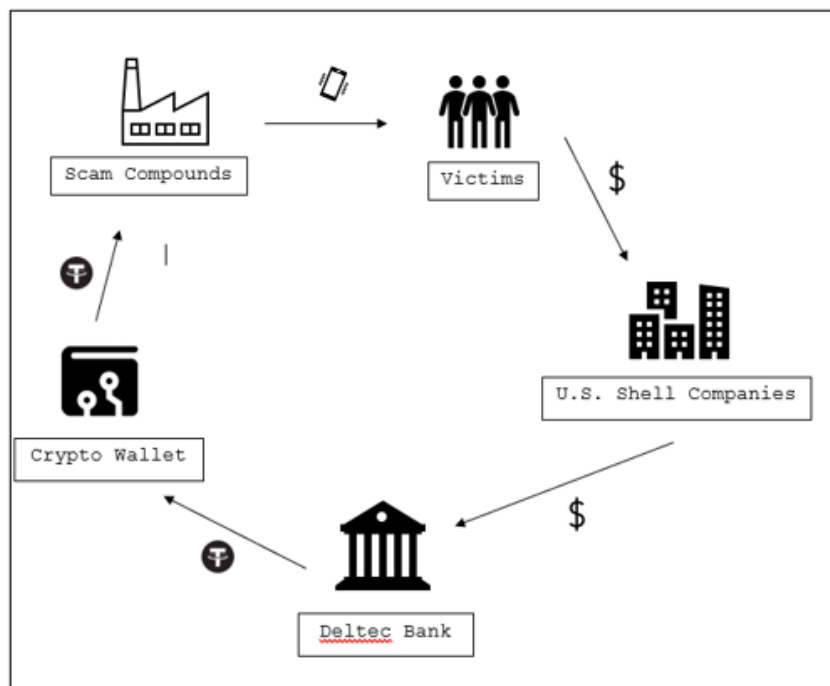 Scam Compounds
Victims
$
U.S. Shell Companies
$
Deltec Bank
Crypto Wallet